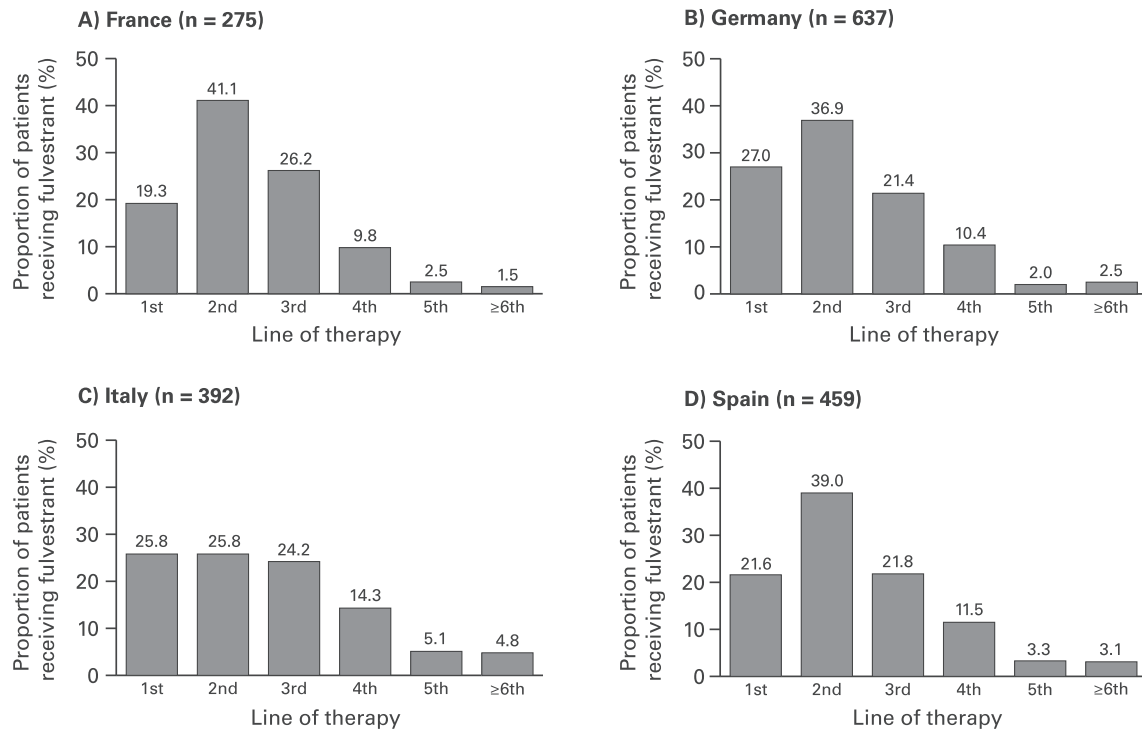 A) France (n = 275)
Proportion of patients
receiving fulvestrant (%)
50
40
30
20
10
0
19.3
41.1
26.2
9.8
2.5
1.5
1st 2nd 3rd 4th 5th ≥6th
Line of therapy
B) Germany (n = 637)
Proportion of patients
receiving fulvestrant (%)
50
40
30
20
10
0
27.0
36.9
21.4
10.4
2.0
2.5
1st 2nd 3rd 4th 5th ≥6th
Line of therapy
C) Italy (n = 392)
Proportion of patients
receiving fulvestrant (%)
50
40
30
20
10
0
25.8
25.8
24.2
14.3
5.1
4.8
1st 2nd 3rd 4th 5th ≥6th
Line of therapy
D) Spain (n = 459)
Proportion of patients
receiving fulvestrant (%)
50
40
30
20
10
0
21.6
39.0
21.8
11.5
3.3
3.1
1st 2nd 3rd 4th 5th ≥6th
Line of therapy